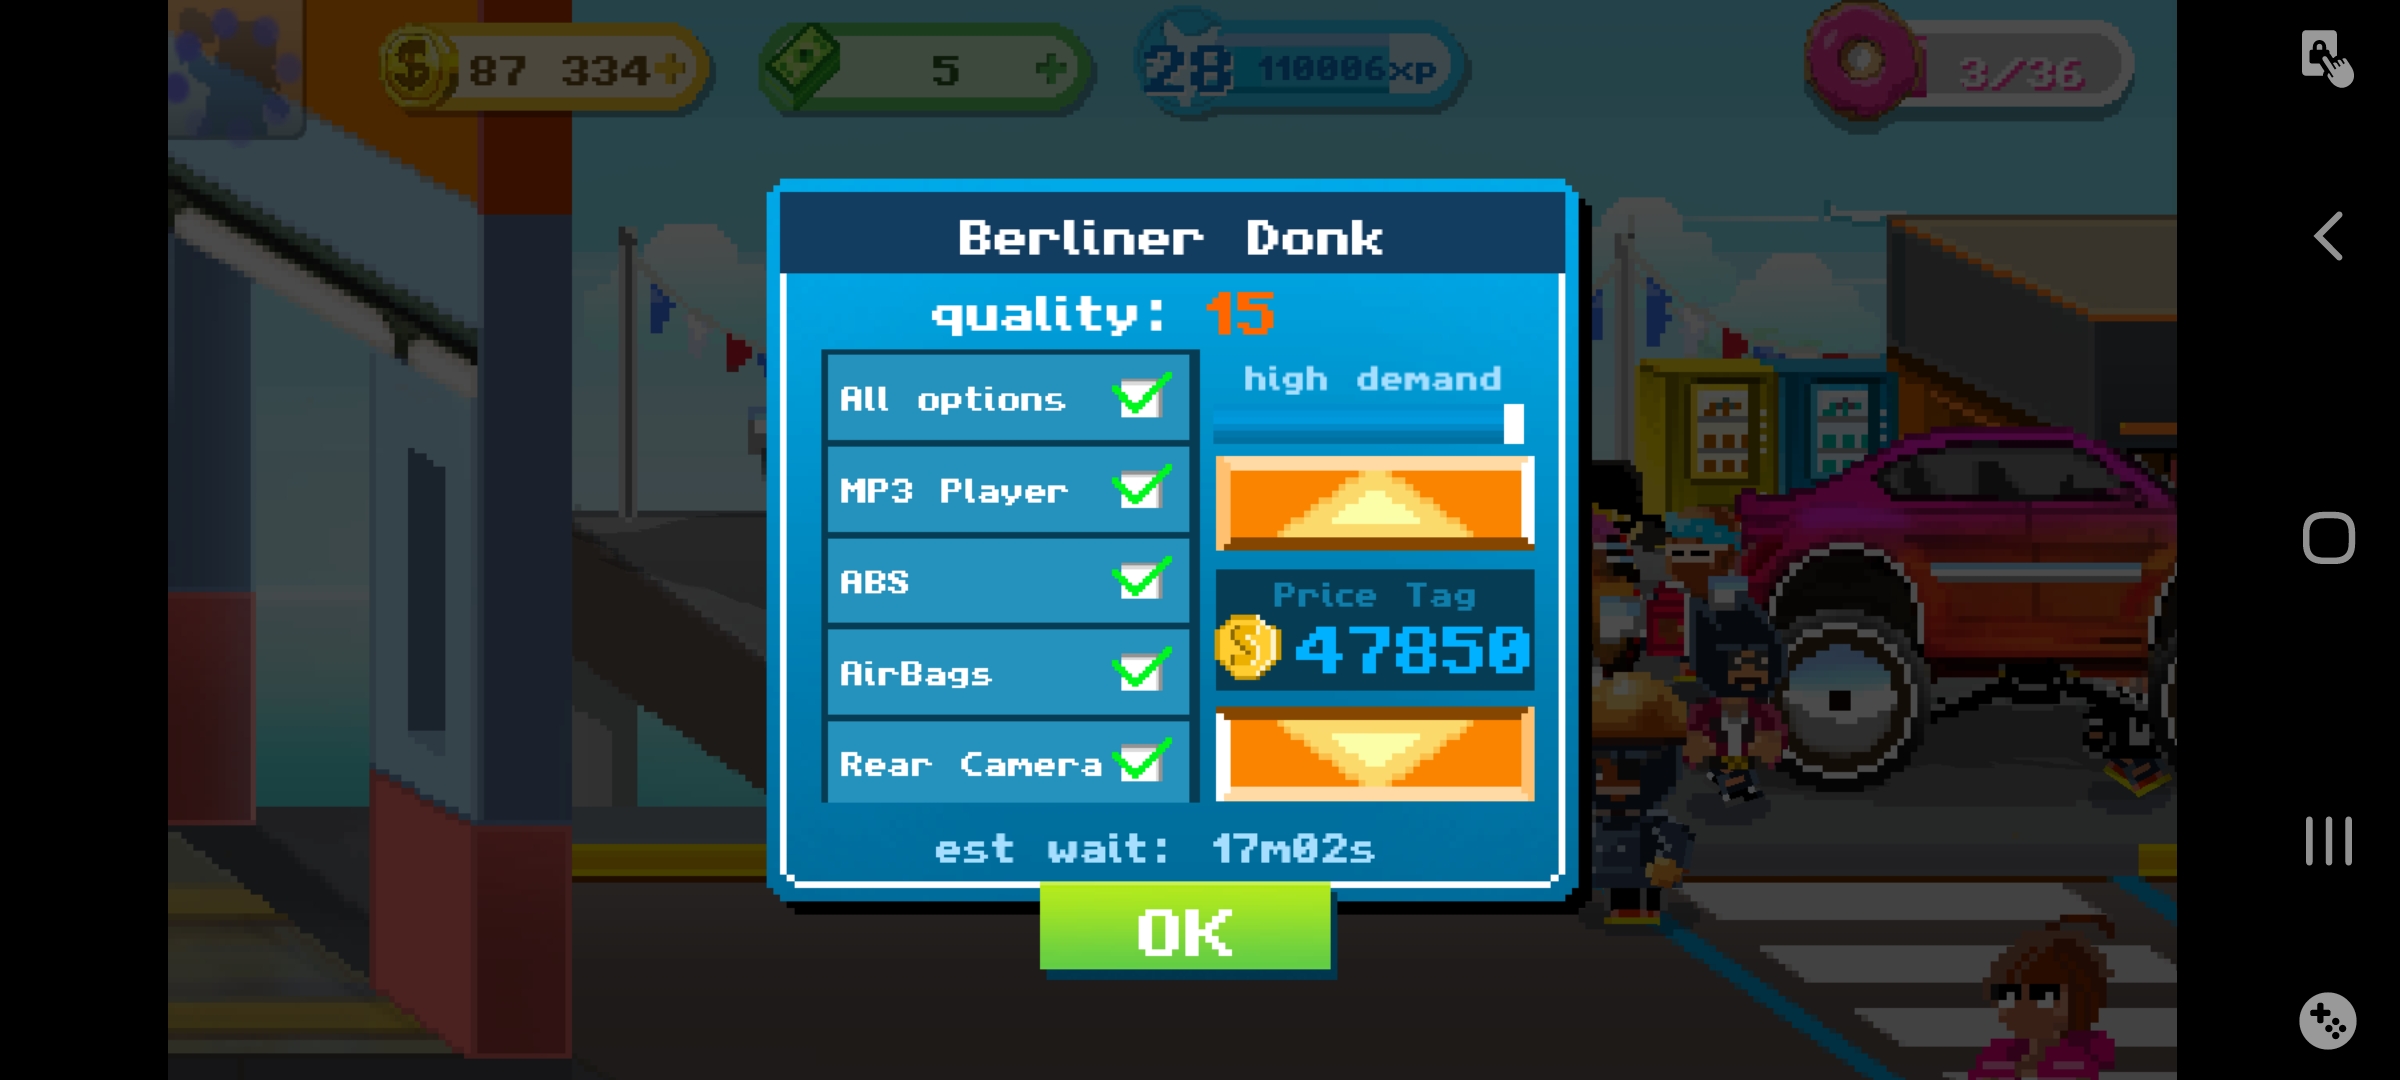 87 334+
5 +
28 110006xp
3/36
Berliner Donk
quality: 15
high demand
All options
MP3 Player
ABS
AirBags
Rear Camera
Price Tag
47850
est wait: 17m02s
OK